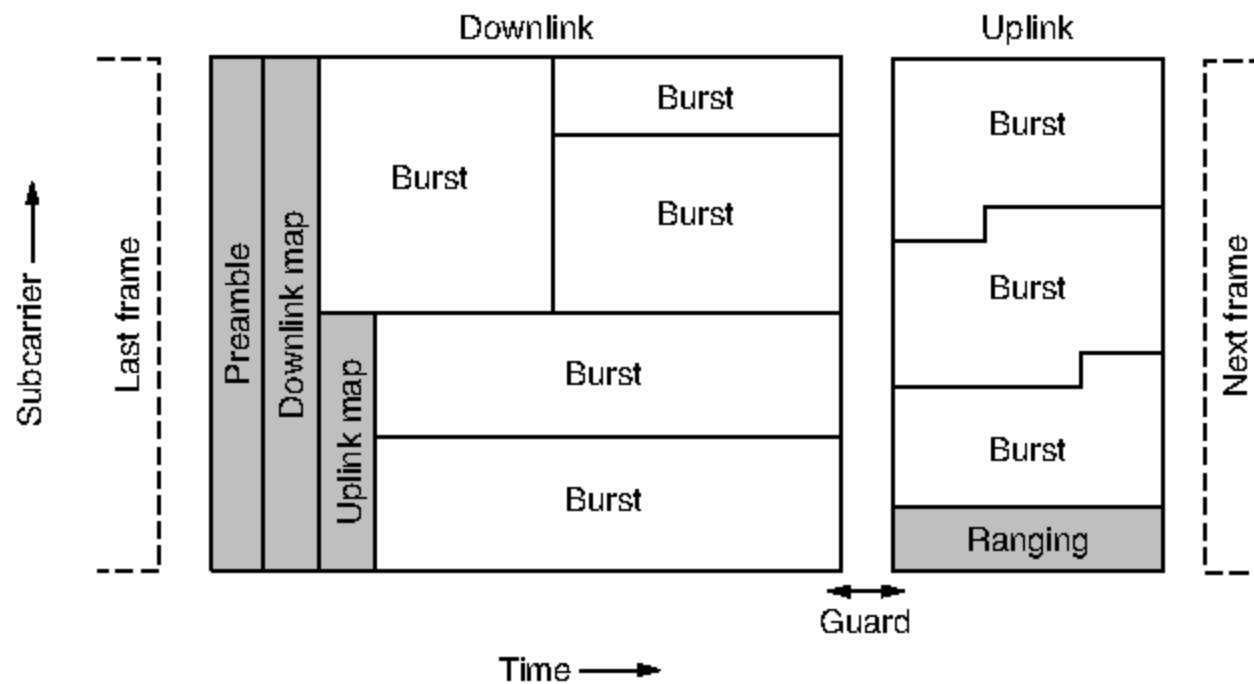 Downlink
Uplink
Subcarrier
Last frame
Preamble
Downlink map
Burst
Burst
Burst
Uplink map
Burst
Burst
Burst
Burst
Burst
Ranging
Next frame
Guard
Time